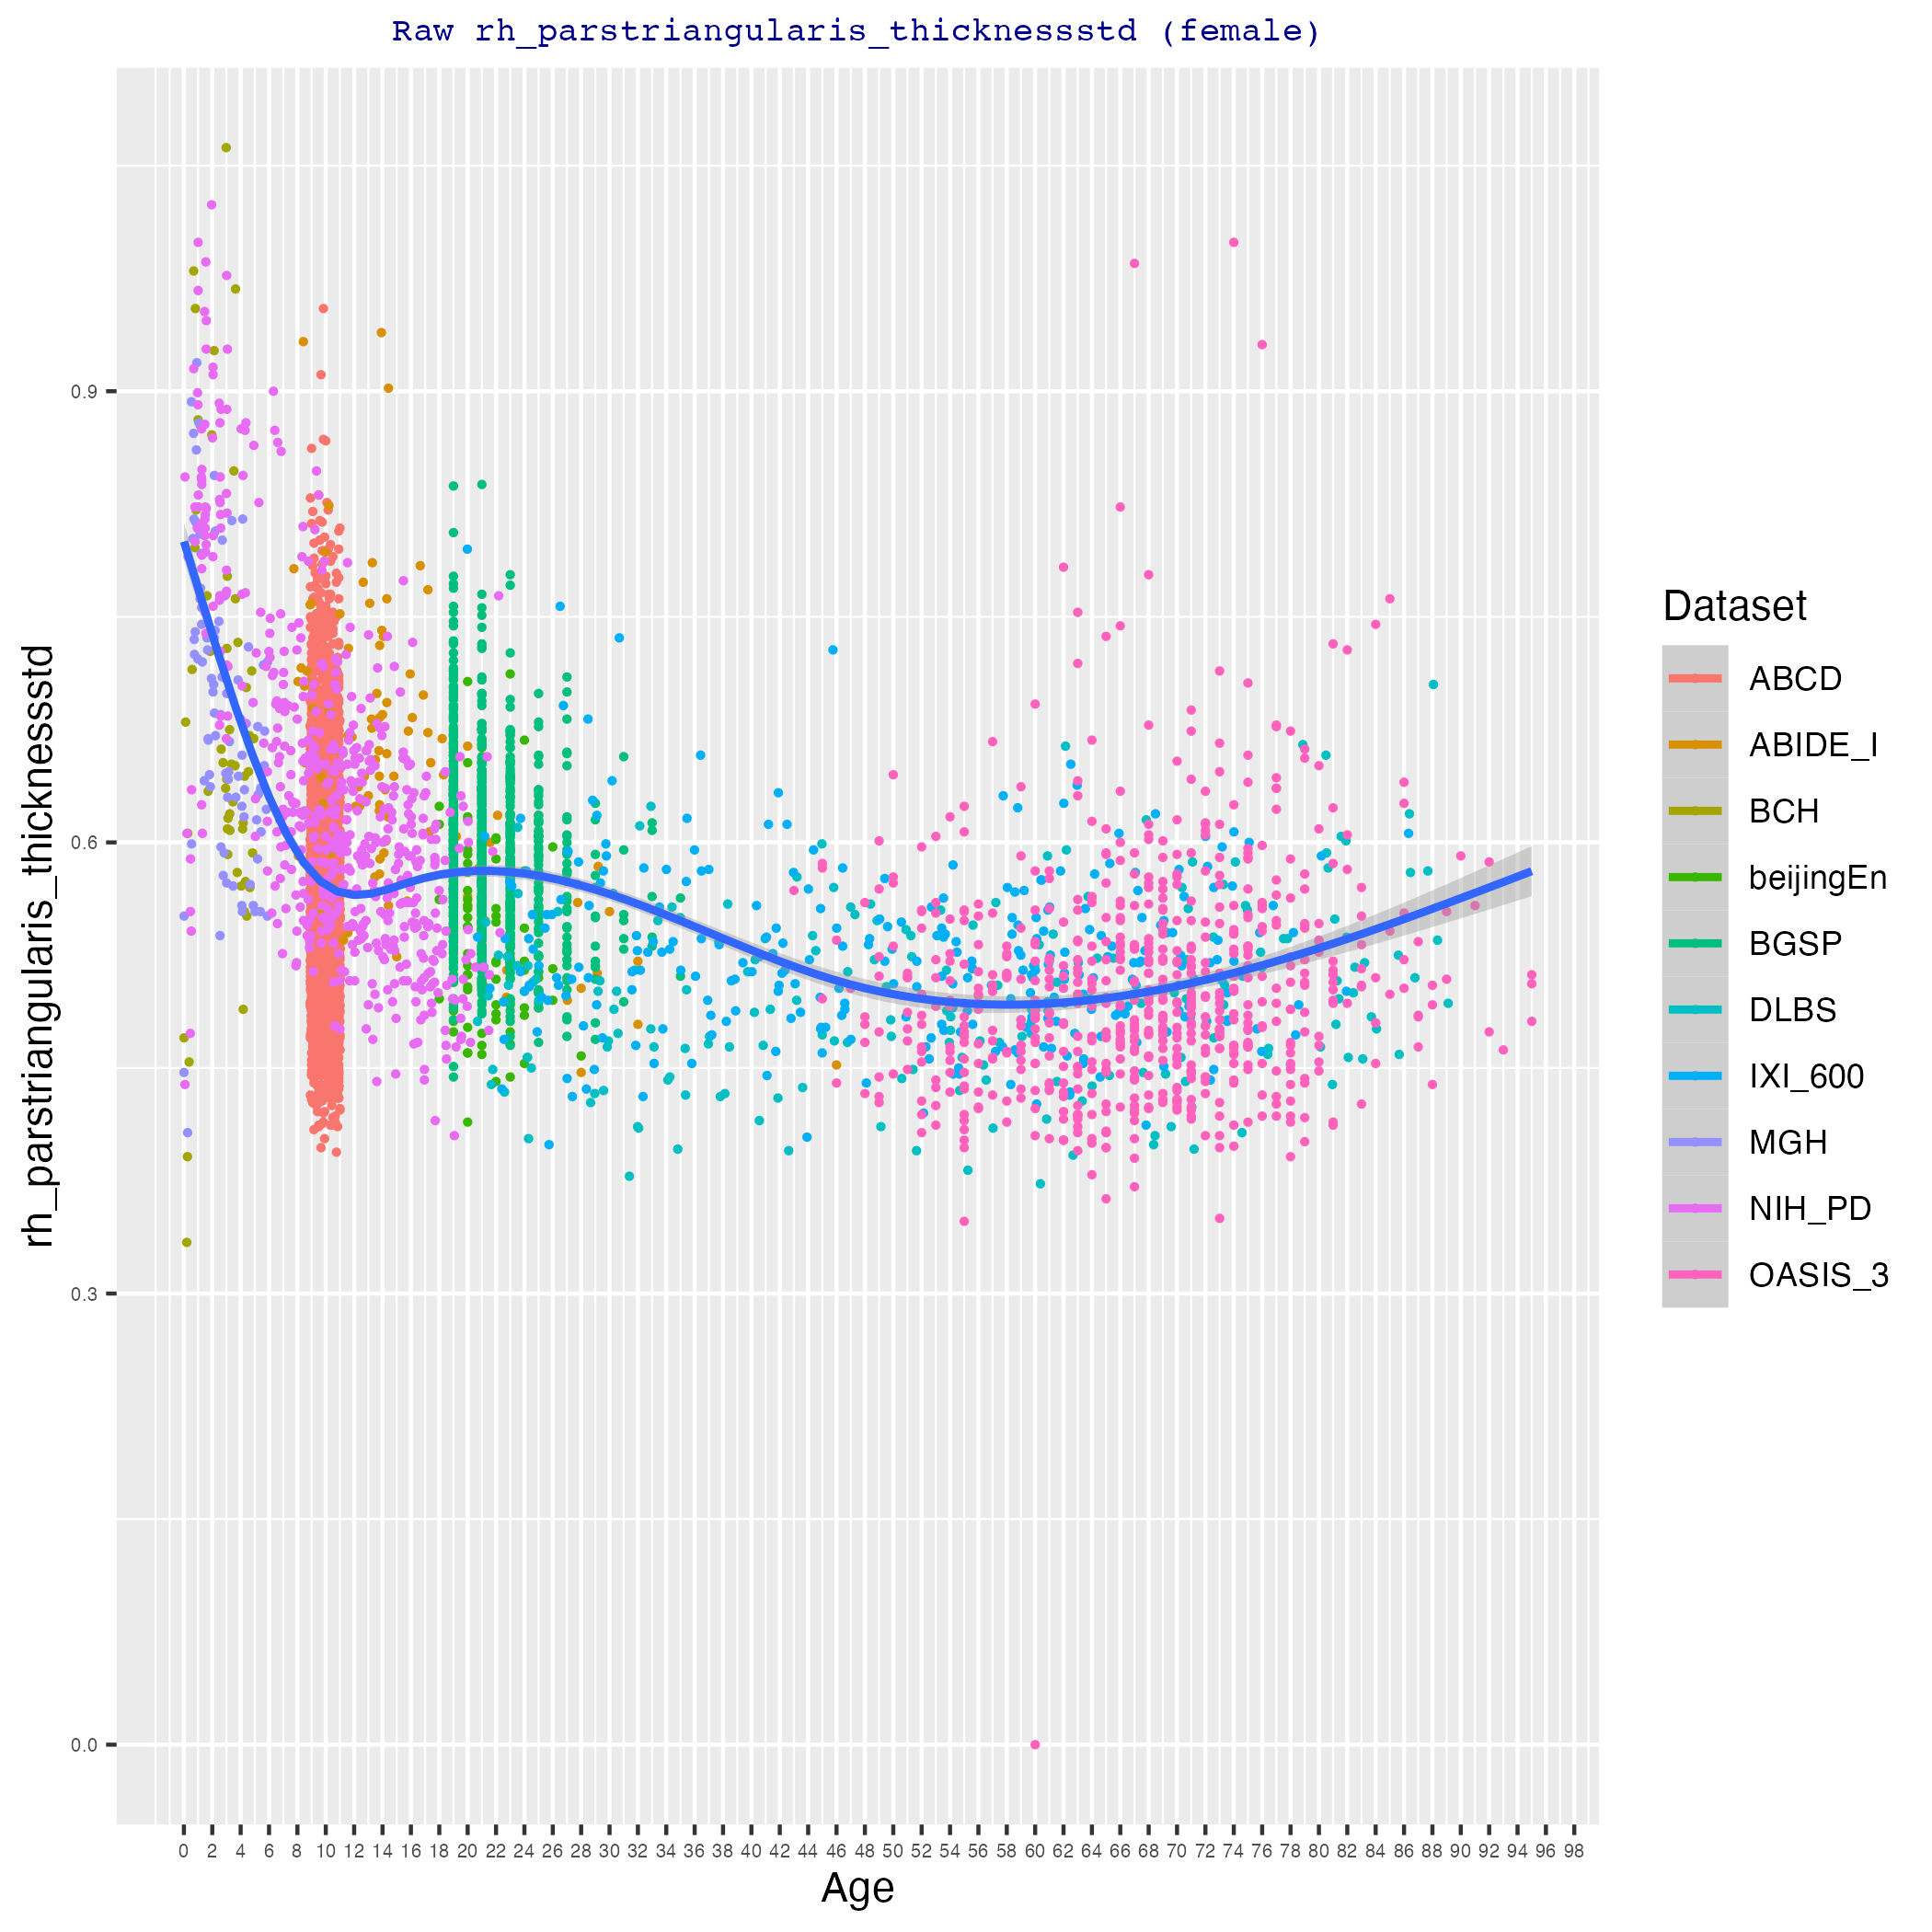 Raw rh_parstriangularis_thicknessstd (female)
rh_parstriangularis_thicknessstd
0.9
0.6
0.3
0.0
0 2 4 6 8 10 12 14 16 18 20 22 24 26 28 30 32 34 36 38 40 42 44 46 48 50 52 54 56 58 60 62 64 66 68 70 72 74 76 78 80 82 84 86 88 90 92 94 96 98
Age
Dataset
ABCD
ABIDE_I
BCH
beijingEn
BGSP
DLBS
IXI_600
MGH
NIH_PD
OASIS_3